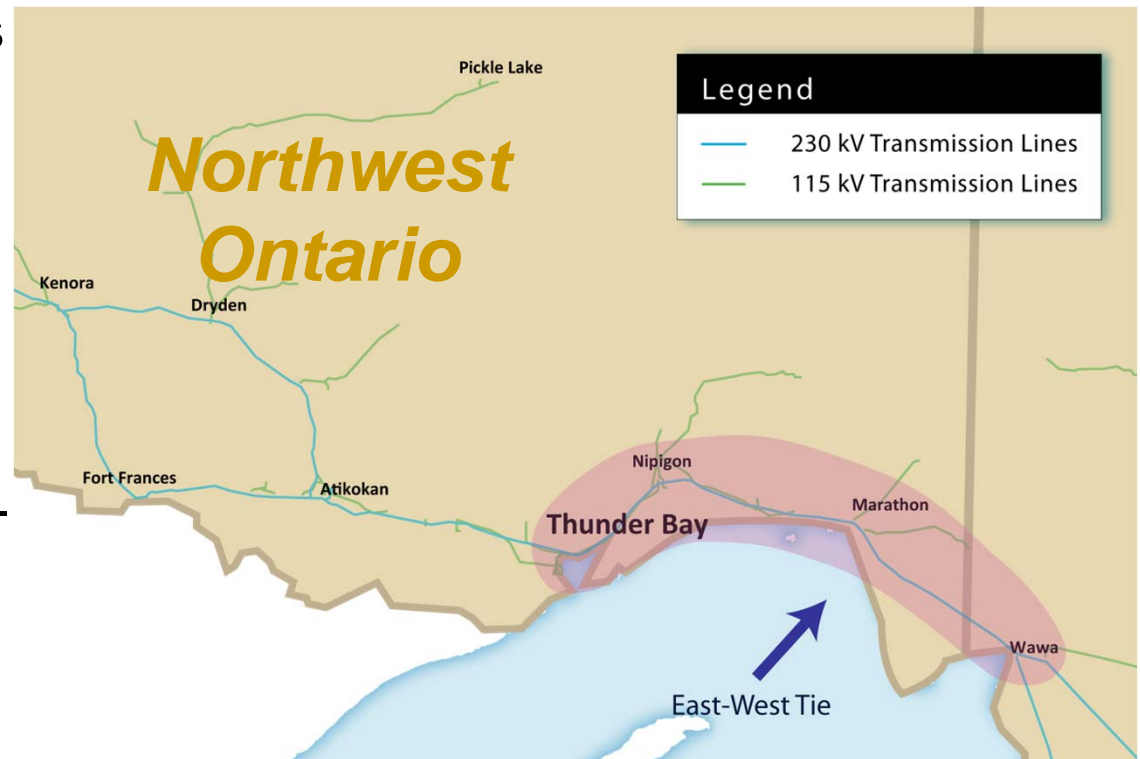 s
Pickle Lake
Legend
230 kV Transmission Lines
115 kV Transmission Lines
Northwest
Ontario
Kenora
Dryden
Fort Frances
Atikokan
Nipigon
Thunder Bay
Marathon
Wawa
East-West Tie